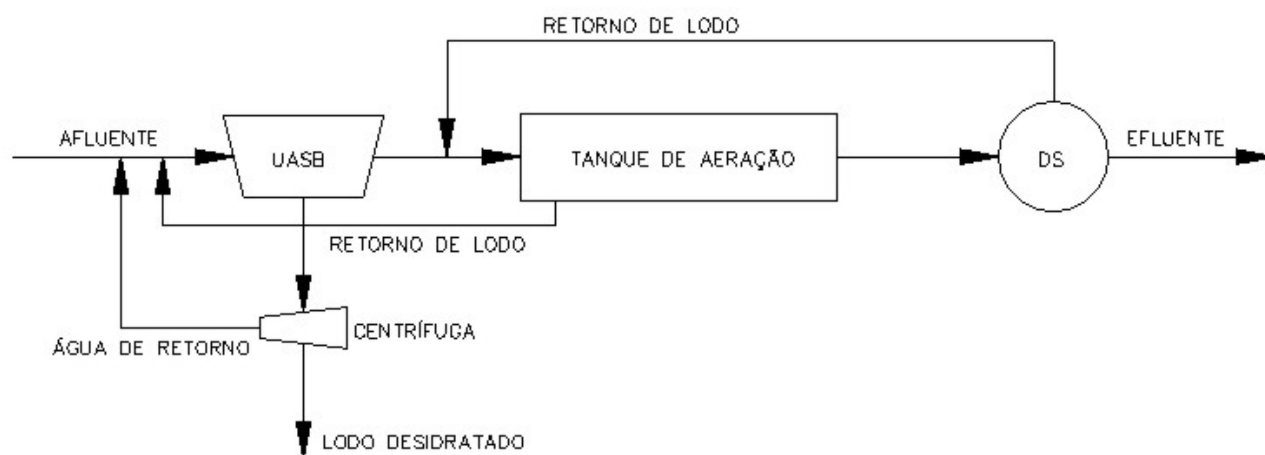 RETORNO DE LODO
AFLUENTE
UASB
TANQUE DE AERAÇÃO
DS
EFLUENTE
RETORNO DE LODO
CENTRÍFUGA
ÁGUA DE RETORNO
LODO DESIDRATADO